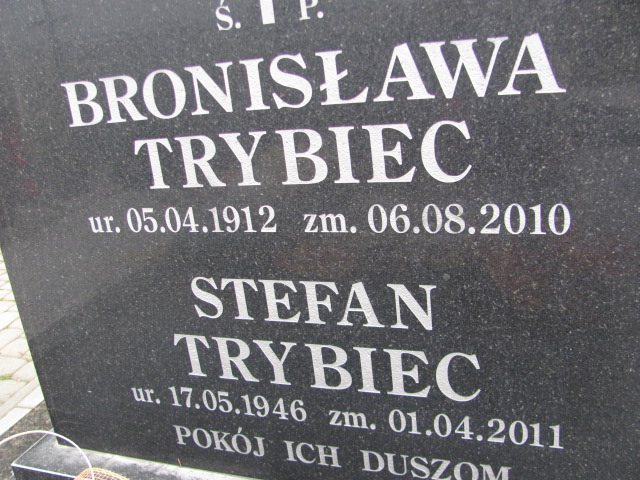 Ś. P.
BRONISŁAWA
TRYBIEC
ur. 05.04.1912 zm. 06.08.2010
STEFAN
TRYBIEC
ur. 17.05.1946 zm. 01.04.2011
POKÓJ ICH DUSZOM